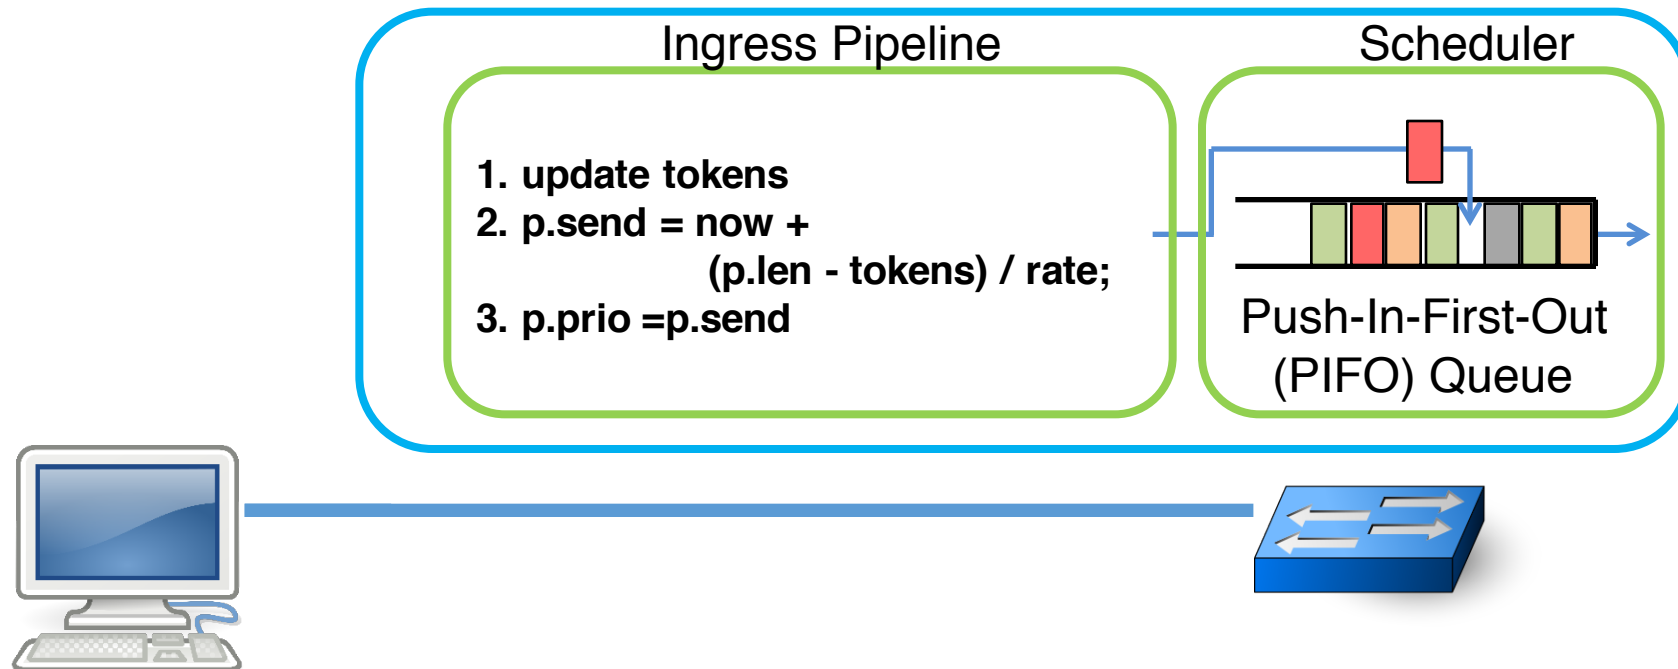 Ingress Pipeline
Scheduler
1. update tokens
2. p.send = now +
(p.len - tokens) / rate;
3. p.prio =p.send
Push-In-First-Out
(PIFO) Queue